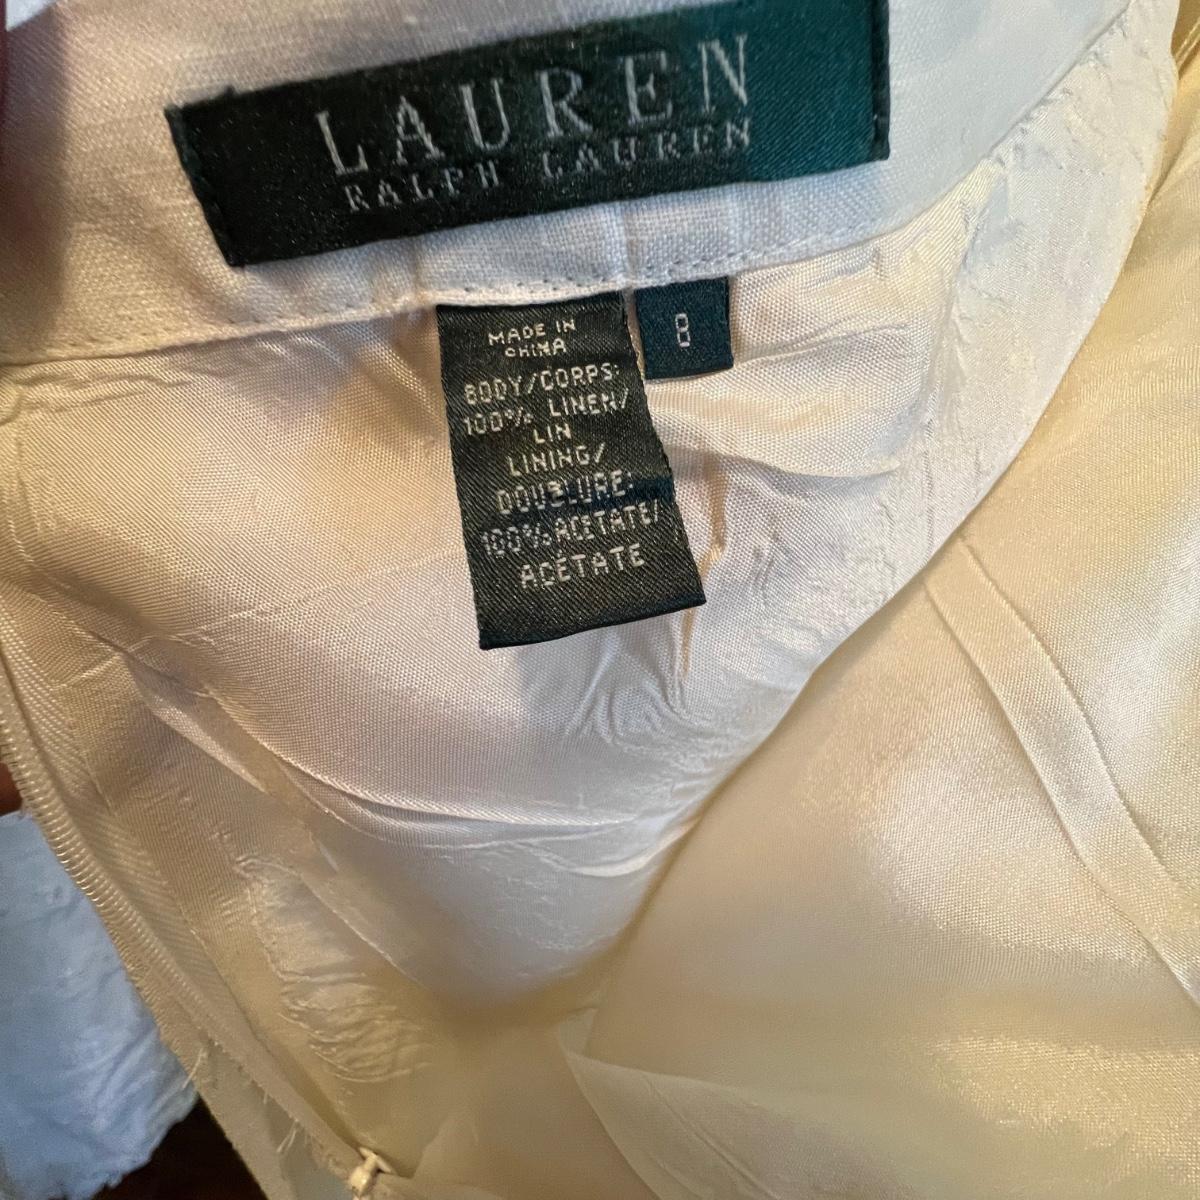 LAUREN
RALPH LAUREN
8
MADE IN
CHINA
BODY/CORPS:
100% LINEN/
LIN
LINING/
DOUBLURE:
100% ACETATE/
ACETATE